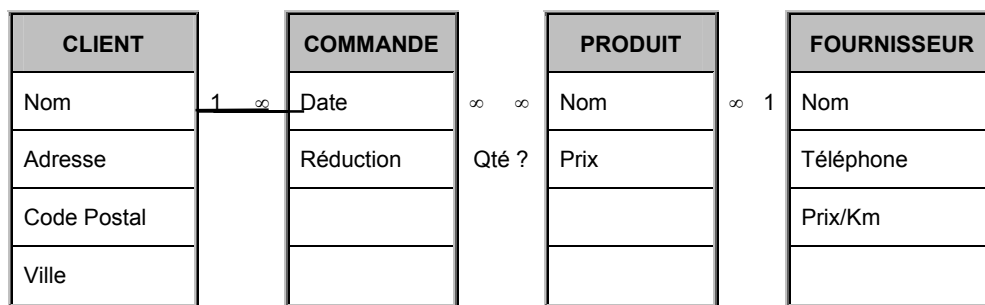 CLIENT COMMANDE PRODUIT FOURNISSEUR
Nom 1 ∞ Date ∞ ∞ Nom ∞ 1 Nom
Adresse Réduction Qté ? Prix Téléphone
Code Postal Prix/Km
Ville